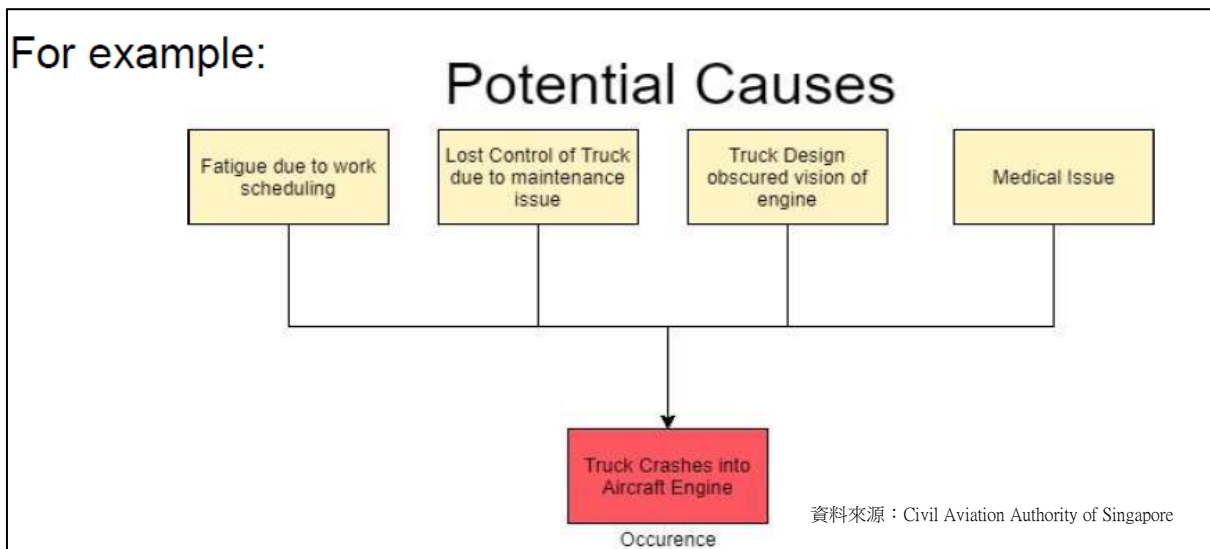 For example:
Potential Causes
Fatigue due to work
scheduling
Lost Control of Truck
due to maintenance
issue
Truck Design
obscured vision of
engine
Medical Issue
Truck Crashes into
Aircraft Engine
資料來源：Civil Aviation Authority of Singapore
Occurence